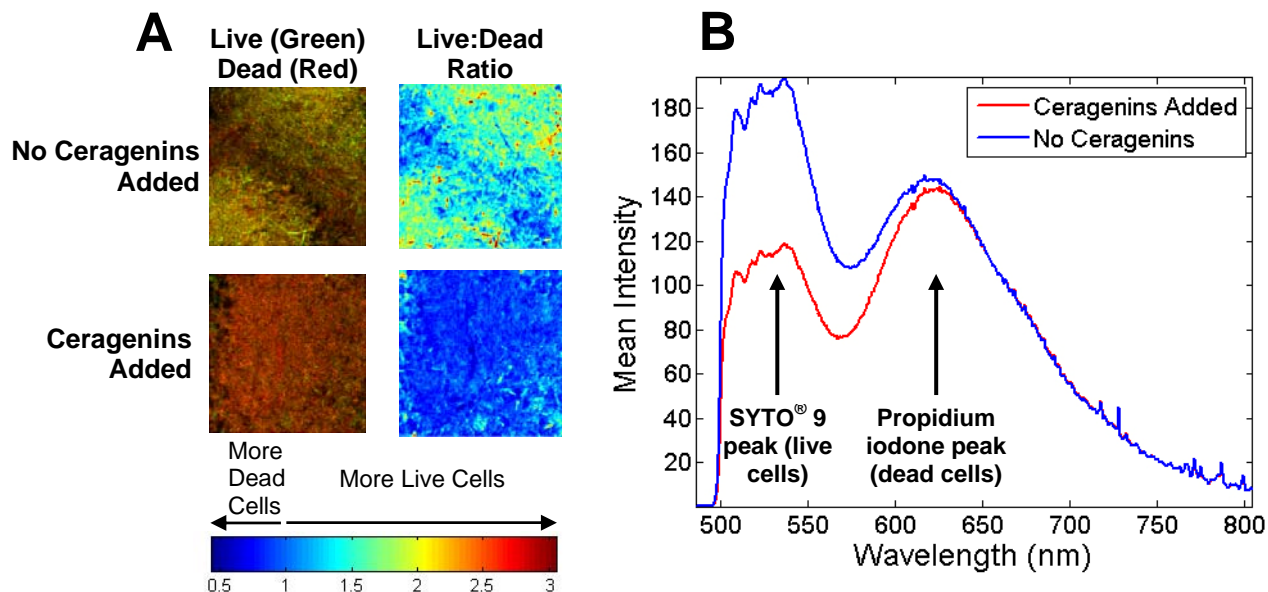 A
Live (Green)
Dead (Red)
Live:Dead
Ratio
No Ceragenins
Added
Ceragenins
Added
More
Dead
Cells
More Live Cells
0.5 1 1.5 2 2.5 3
B
Ceragenins Added
No Ceragenins
Mean Intensity
180
160
140
120
100
80
60
40
20
SYTO® 9
peak (live
cells)
Propidium
iodone peak
(dead cells)
500 550 600 650 700 750 800
Wavelength (nm)